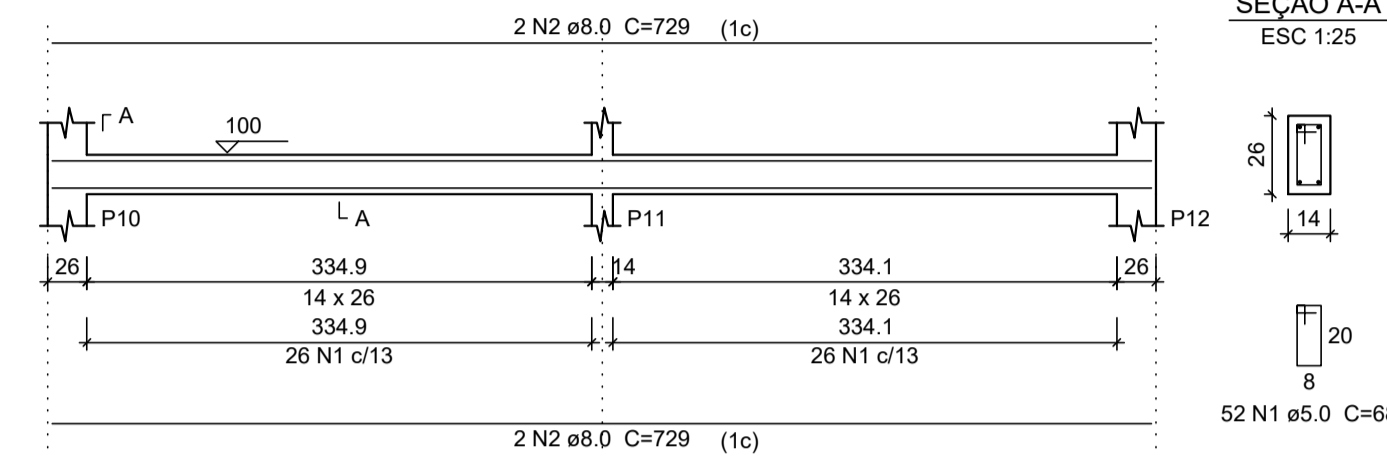 SEÇÃO A-A
ESC 1:25
2 N2 ø8.0 C=729 (1c)
A
100
A
P10
P11
P12
26
14
26 334.9 14 334.1 26
14 x 26 14 x 26
334.9 334.1
26 N1 c/13 26 N1 c/13
20
8
52 N1 ø5.0
2 N2 ø8.0 C=729 (1c)